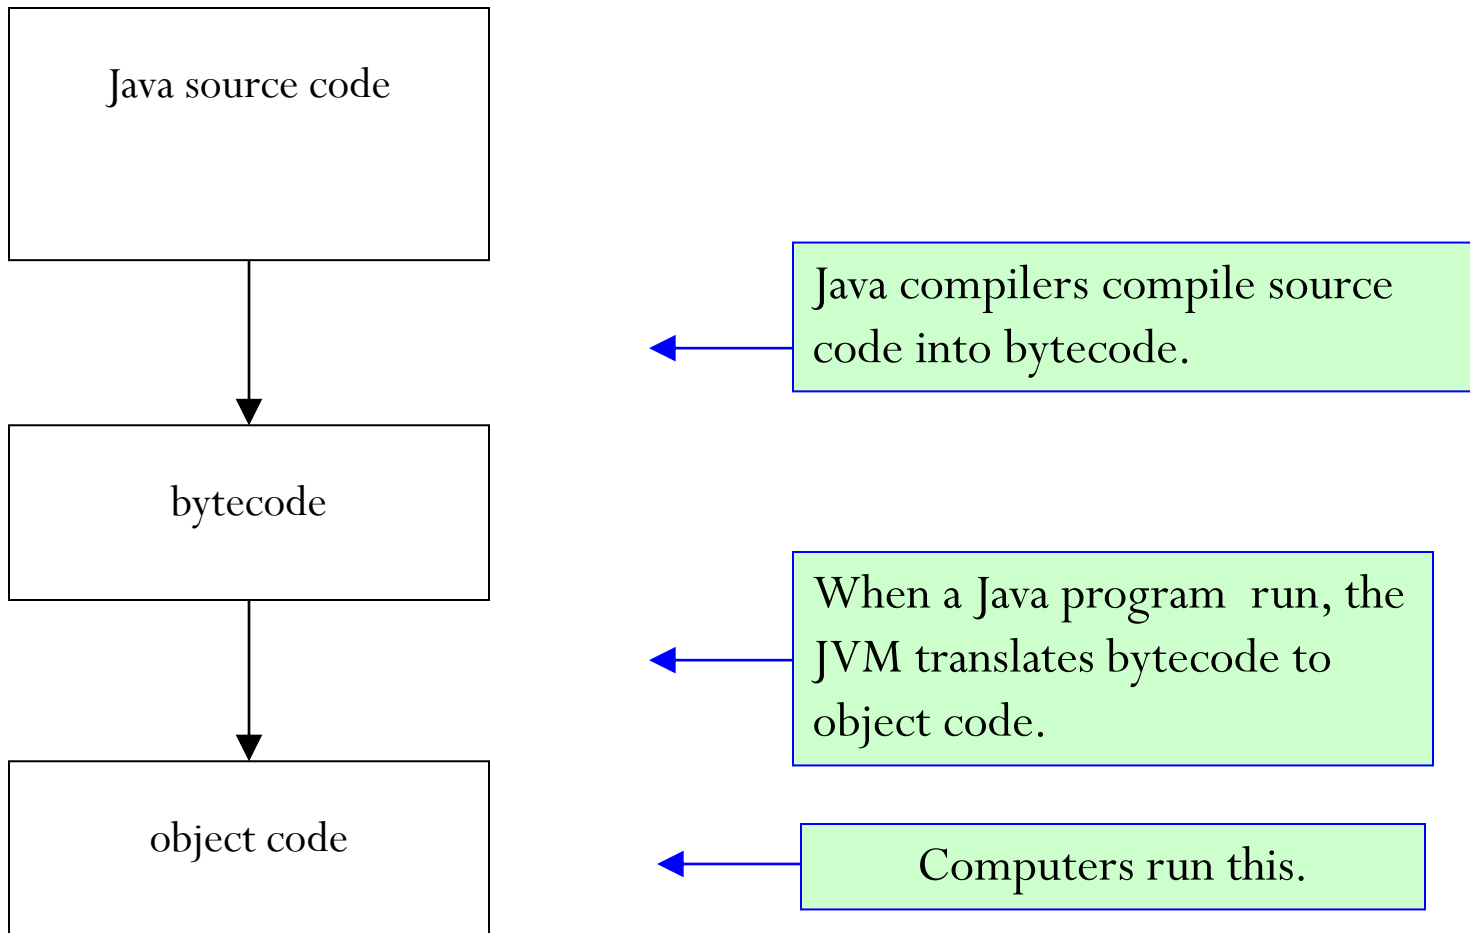 Java source code
Java compilers compile source
code into bytecode.
bytecode
When a Java program  run, the
JVM translates bytecode to
object code.
object code
Computers run this.